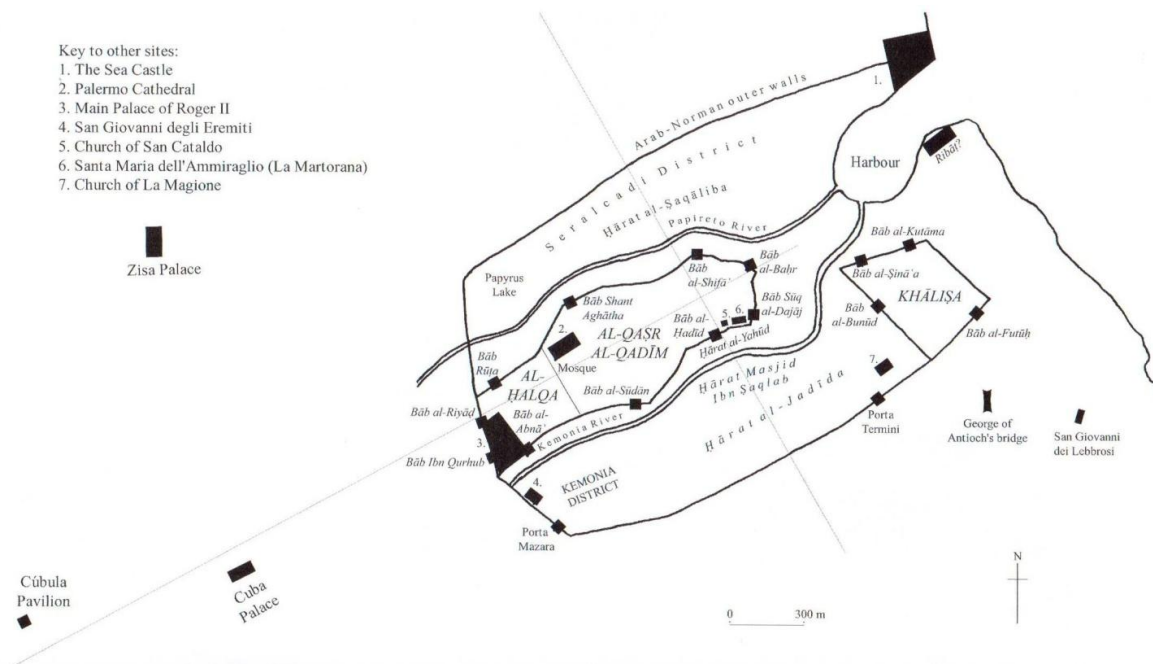 Key to other sites:
1. The Sea Castle
2. Palermo Cathedral
3. Main Palace of Roger II
4. San Giovanni degli Eremiti
5. Church of San Cataldo
6. Santa Maria dell'Ammiraglio (La Martorana)
7. Church of La Magione
Zisa Palace
1.
Arab-Norman outer walls
Seralcadi District
Ḥārat al-Ṣaqāliba
Papireto River
Harbour
Ribāṭ?
Papyrus
Lake
Bāb
al-Shifā'
Bāb
al-Baḥr
Bāb al-Kutāma
Bāb al-Ṣinā'a
KHĀLIṢA
Bāb
al-Bunūd
Bāb al-Futūḥ
Bāb Shant
Aghātha
Bāb Sūq
al-Dajāj
5. 6.
Bāb al-
Ḥadīd
Ḥārat al-Yahūd
2.
Mosque
AL-QAṢR
AL-QADĪM
Bāb
Rūṭa
AL-
ḤALQA
Bāb al-Sūdān
Ḥārat Masjid
Ibn Ṣaqlab
Ḥārat al-Jadīda
7.
Porta
Termini
George of
Antioch's bridge
San Giovanni
dei Lebbrosi
Bāb al-Riyāḍ
Bāb al-
Abnā'
Kemonia River
3.
Bāb Ibn Qurhub
4.
KEMONIA
DISTRICT
Porta
Mazara
Cúbula
Pavilion
Cuba
Palace
N
0 300 m